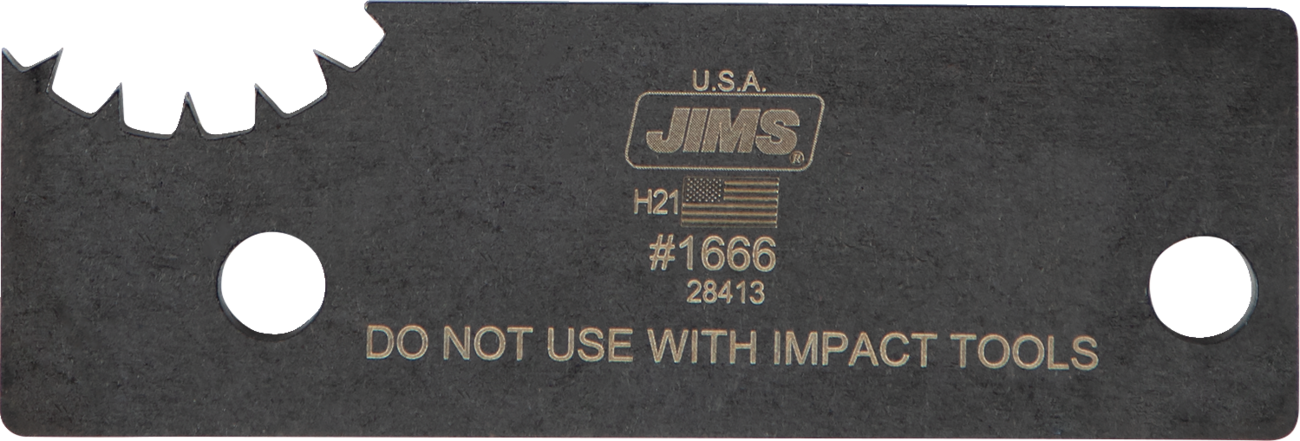 U.S.A.
JIMS®
H21
#1666
28413
DO NOT USE WITH IMPACT TOOLS